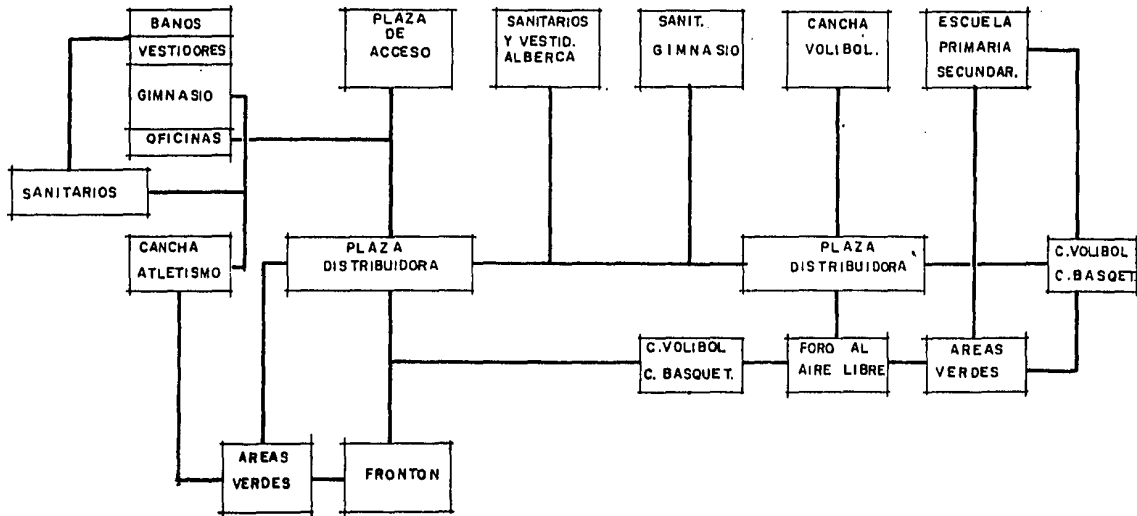 BANOS
VESTIDORES
GIMNASIO
OFICINAS
SANITARIOS
CANCHA
ATLETISMO
PLAZA
DE
ACCESO
SANITARIOS
Y VESTID.
ALBERCA
SANIT.
GIMNASIO
CANCHA
VOLIBOL.
ESCUELA
PRIMARIA
SECUNDAR.
PLAZA
DISTRIBUIDORA
PLAZA
DISTRIBUIDORA
C.VOLIBOL
C.BASQET.
C.VOLIBOL
C. BASQUET.
FORO AL
AIRE LIBRE
AREAS
VERDES
AREAS
VERDES
FRONTON